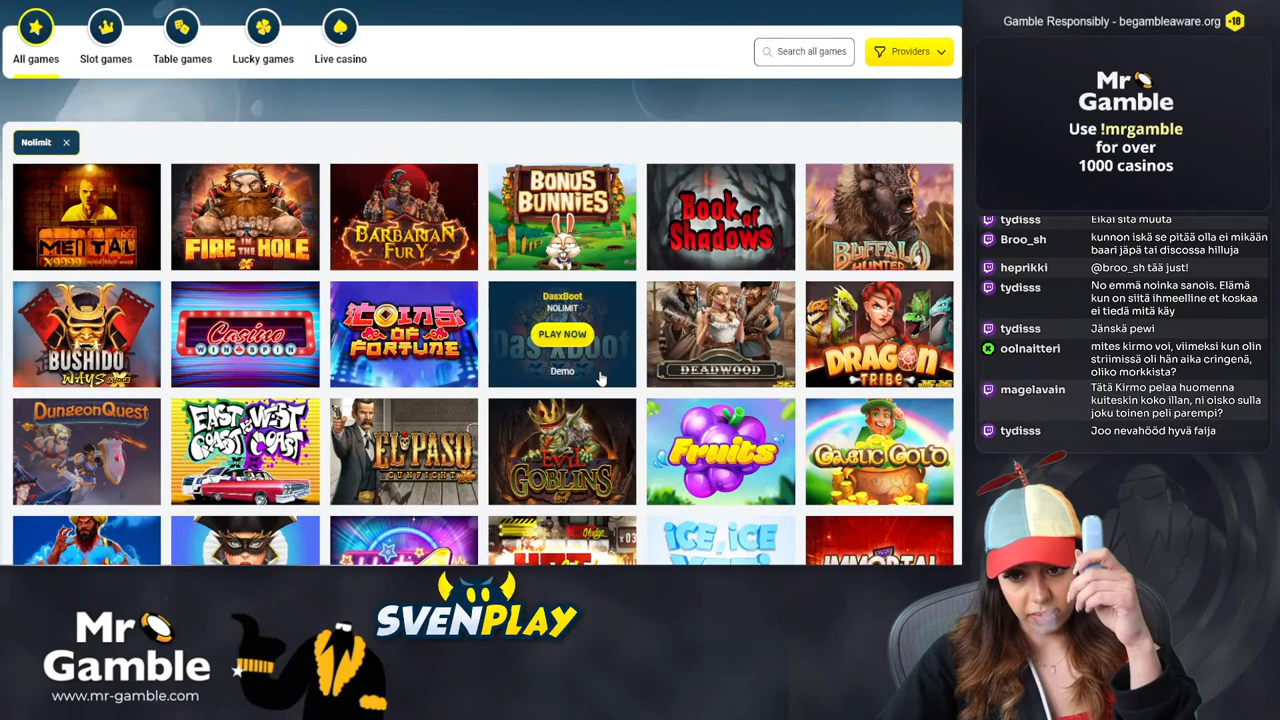 All games
Slot games
Table games
Lucky games
Live casino
Search all games
Providers
Gamble Responsibly - begambleaware.org
+18
Mr
Gamble
Use !mrgamble
for over
1000 casinos
Nolimit
MENTAL
FIRE IN THE HOLE
BARBARIAN
FURY
BONUS
BUNNIES
Book of
Shadows
BUFFALO
HUNTER
BUSHIDO
Ways
Casino
WIN SPIN
COINS
OF
FORTUNE
DasxBoot
NOLIMIT
PLAY NOW
Demo
DEADWOOD
DRAGON
TRIBE
DUNGEONQUEST
EAST
COAST
VS
WEST
COAST
EL PASO
GUNFIGHT
EVIL
GOBLINS
Fruits
GAELIC GOLD
ICE ICE
IMMORTAL
tydisss Eikai sitä muuta
Broo_sh kunnon iskä se pitää olla ei mikään
baari jäpä tai discossa hilluja
heprikki @broo_sh tää just!
tydisss No emmä noinka sanois. Elämä
kun on siitä ihmeelline et koskaa
ei tiedä mitä käy
tydisss Jänskä pewi
oolnaitteri mites kirmo voi, viimeksi kun olin
striimissä oli hän aika cringenä,
oliko morkkista?
magelavain Tätä Kirmo pelaa huomenna
kuiteskin koko illan, ni oisko sulla
joku toinen peli parempi?
tydisss Joo nevahööd hyvä faija
Mr
Gamble
www.mr-gamble.com
SVENPLAY